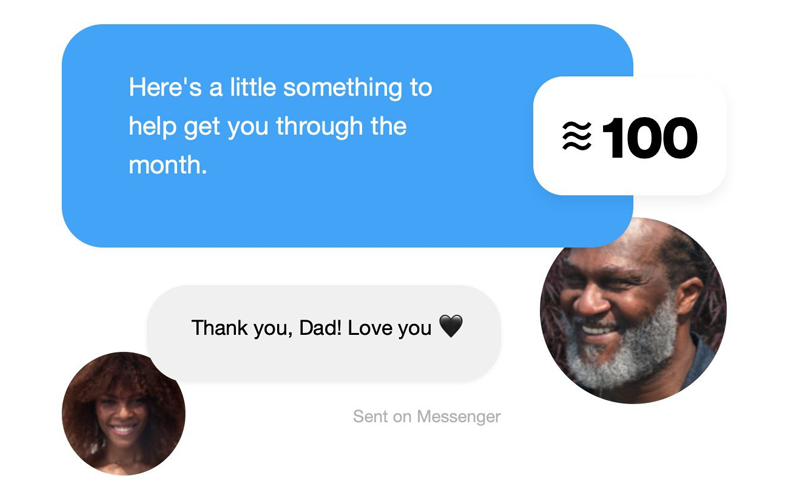 Here's a little something to
help get you through the
month.
≋100
Thank you, Dad! Love you 🖤
Sent on Messenger